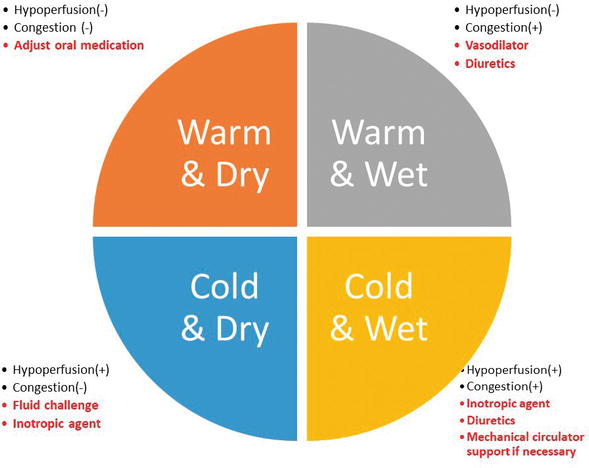 • Hypoperfusion(-)
• Congestion (-)
• Adjust oral medication
• Hypoperfusion(-)
• Congestion(+)
• Vasodilator
• Diuretics
Warm
& Dry
Warm
& Wet
Cold
& Dry
Cold
& Wet
• Hypoperfusion(+)
• Congestion(-)
• Fluid challenge
• Inotropic agent
• Hypoperfusion(+)
• Congestion(+)
• Inotropic agent
• Diuretics
• Mechanical circulator
support if necessary